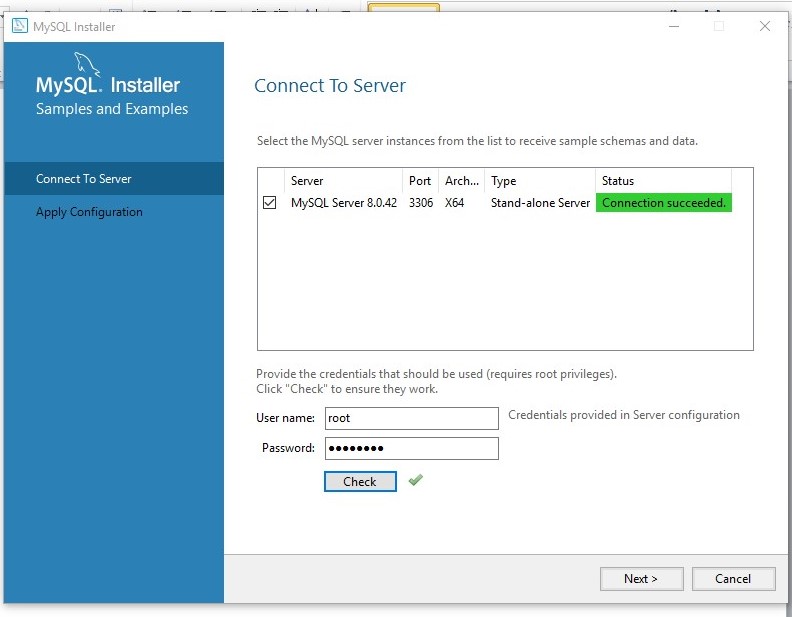 MySQL Installer
MySQL. Installer
Samples and Examples
Connect To Server
Apply Configuration
Connect To Server
Select the MySQL server instances from the list to receive sample schemas and data.
Server Port Arch... Type Status
MySQL Server 8.0.42 3306 X64 Stand-alone Server Connection succeeded.
Provide the credentials that should be used (requires root privileges).
Click "Check" to ensure they work.
User name: root Credentials provided in Server configuration
Password: ●●●●●●●●
Check
Next > Cancel